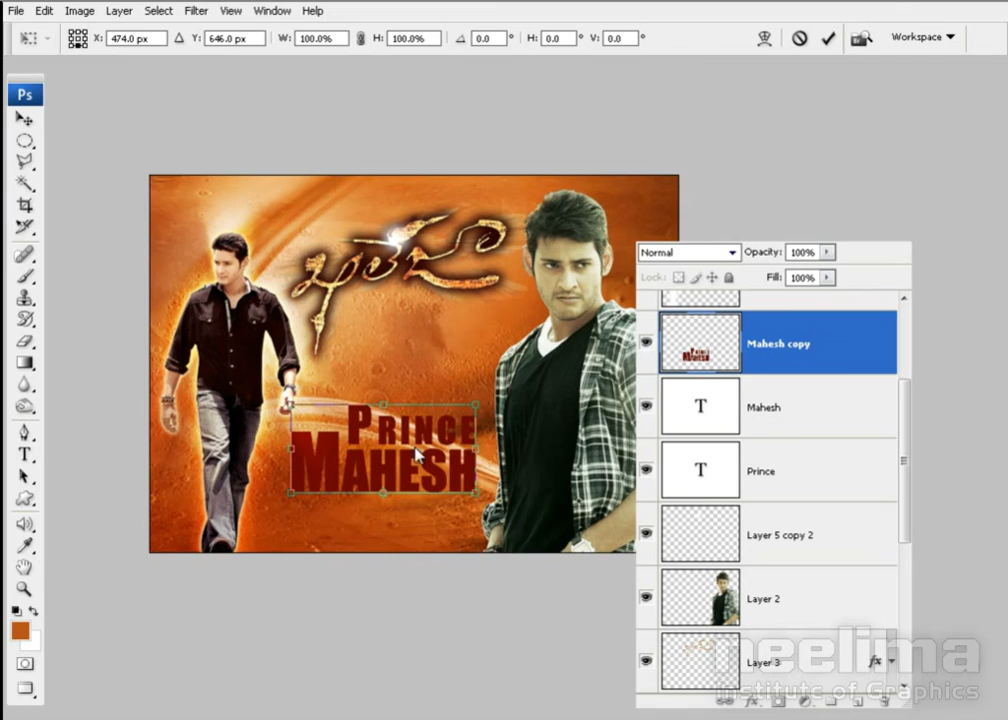 File Edit Image Layer Select Filter View Window Help
X: 474.0 px Y: 646.0 px W: 100.0% H: 100.0% 0.0 ° H: 0.0 ° V: 0.0 ° Workspace
Ps
ఖలేజా
PRINCE
MAHESH
Normal Opacity: 100%
Lock: Fill: 100%
Mahesh copy
T Mahesh
T Prince
Layer 5 copy 2
Layer 2
Layer 3 fx
neelima
institute of Graphics